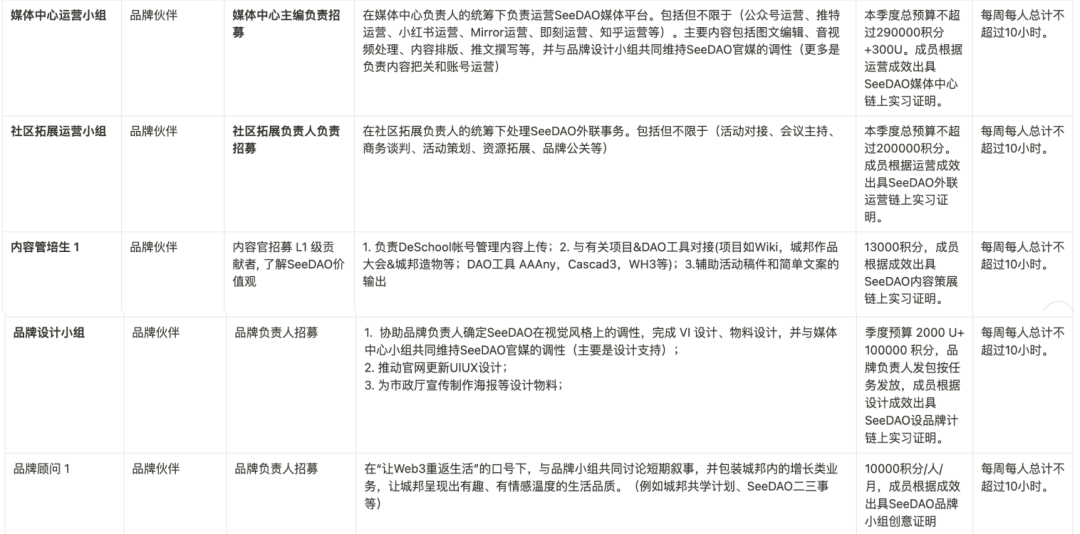 媒体中心运营小组
品牌伙伴
媒体中心主编负责招
募
在媒体中心负责人的统筹下负责运营SeeDAO媒体平台。包括但不限于（公众号运营、推特
运营、小红书运营、Mirror运营、即刻运营、知乎运营等）。主要内容包括图文编辑、音视
频处理、内容排版、推文撰写等，并与品牌设计小组共同维持SeeDAO官媒的调性（更多是
负责内容把关和账号运营）
本季度总预算不超
过290000积分
+300U。成员根据
运营成效出具
SeeDAO媒体中心
链上实习证明。
每周每人总计不
超过10小时。
社区拓展运营小组
品牌伙伴
社区拓展负责人负责
招募
在社区拓展负责人的统筹下处理SeeDAO外联事务。包括但不限于（活动对接、会议主持、
商务谈判、活动策划、资源拓展、品牌公关等）
本季度总预算不超
过200000积分。
成员根据运营成效
出具SeeDAO外联
运营链上实习证
明。
每周每人总计不
超过10小时。
内容管培生 1
品牌伙伴
内容官招募 L1 级贡
献者, 了解SeeDAO价
值观
1. 负责DeSchool帐号管理内容上传；2. 与有关项目&DAO工具对接(项目如Wiki，城邦作品
大会&城邦造物等；DAO工具 AAAny，Cascad3，WH3等)；3.辅助活动稿件和简单文案的
输出
13000积分，成员
根据成效出具
SeeDAO内容策展
链上实习证明。
每周每人总计不
超过10小时。
品牌设计小组
品牌伙伴
品牌负责人招募
1. 协助品牌负责人确定SeeDAO在视觉风格上的调性，完成 VI 设计、物料设计，并与媒体
中心小组共同维持SeeDAO官媒的调性（主要是设计支持）；
2. 推动官网更新UIUX设计；
3. 为市政厅宣传制作海报等设计物料；
季度预算 2000 U+
100000 积分，品
牌负责人发包按任
务发放，成员根据
设计成效出具
SeeDAO设品牌计
链上实习证明。
每周每人总计不
超过10小时。
品牌顾问 1
品牌伙伴
品牌负责人招募
在“让Web3重返生活”的口号下，与品牌小组共同讨论短期叙事，并包装城邦内的增长类业
务，让城邦呈现出有趣、有情感温度的生活品质。（例如城邦共学计划、SeeDAO二三事
等）
10000积分/人/
月，成员根据成效
出具SeeDAO品牌
小组创意证明
每周每人总计不
超过10小时。